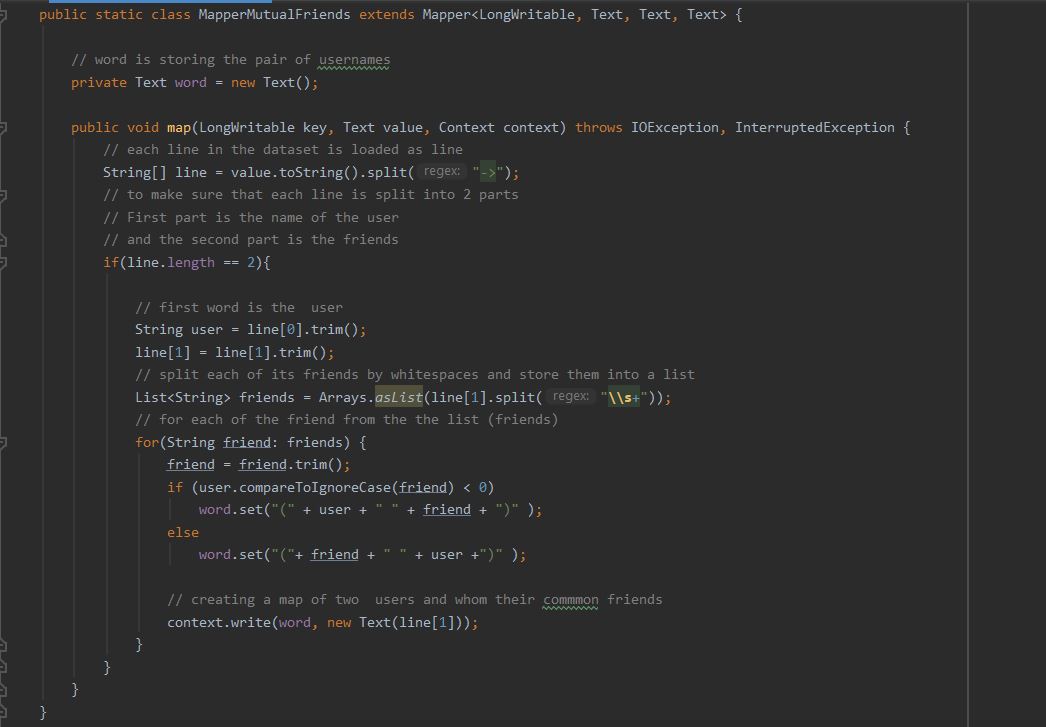 public static class MapperMutualFriends extends Mapper<LongWritable, Text, Text, Text> {
// word is storing the pair of usernames
private Text word = new Text();
public void map(LongWritable key, Text value, Context context) throws IOException, InterruptedException {
// each line in the dataset is loaded as line
String[] line = value.toString().split( regex: "->");
// to make sure that each line is split into 2 parts
// First part is the name of the user
// and the second part is the friends
if(line.length == 2){
// first word is the  user
String user = line[0].trim();
line[1] = line[1].trim();
// split each of its friends by whitespaces and store them into a list
List<String> friends = Arrays.asList(line[1].split( regex: "\\s+"));
// for each of the friend from the the list (friends)
for(String friend: friends) {
friend = friend.trim();
if (user.compareToIgnoreCase(friend) < 0)
word.set("(" + user + " " + friend + ")" );
else
word.set("("+ friend + " " + user +")" );
// creating a map of two  users and whom their commmon friends
context.write(word, new Text(line[1]));
}
}
}
}